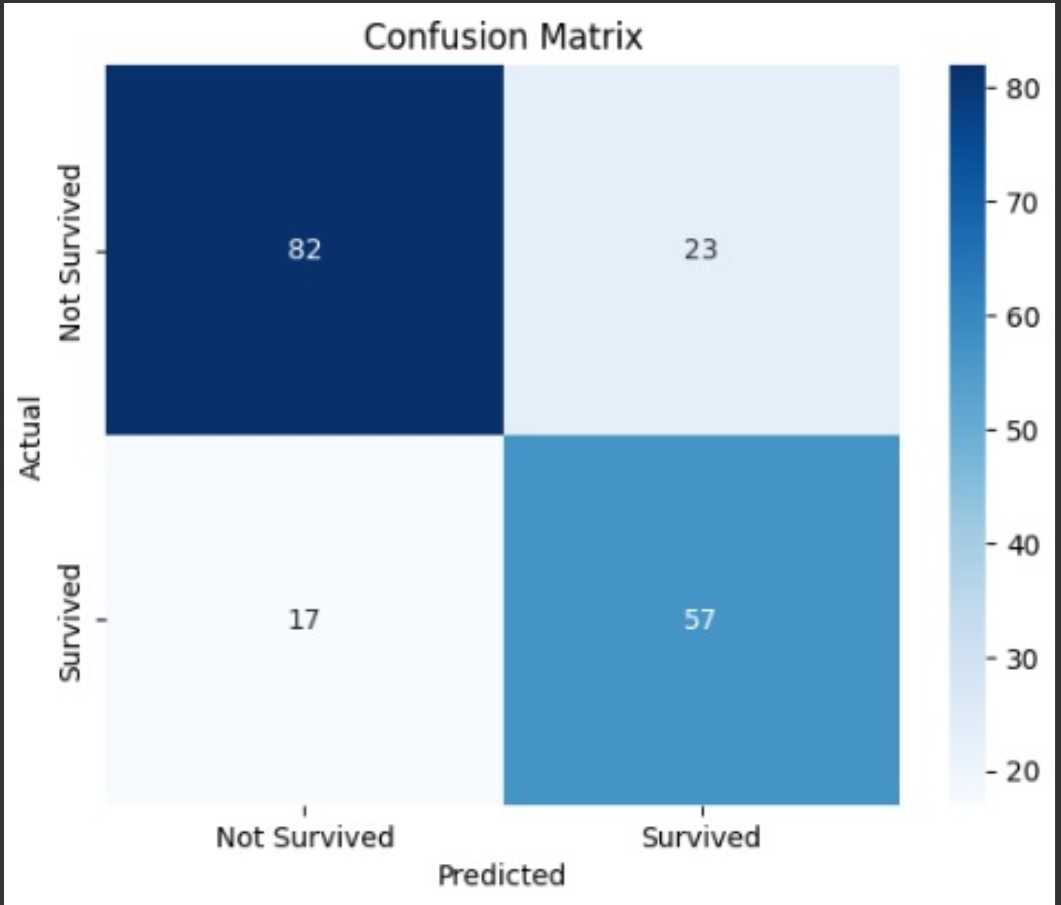 Confusion Matrix
Not Survived
Survived
Actual
82
23
17
57
Not Survived
Survived
Predicted
80
70
60
50
40
30
20